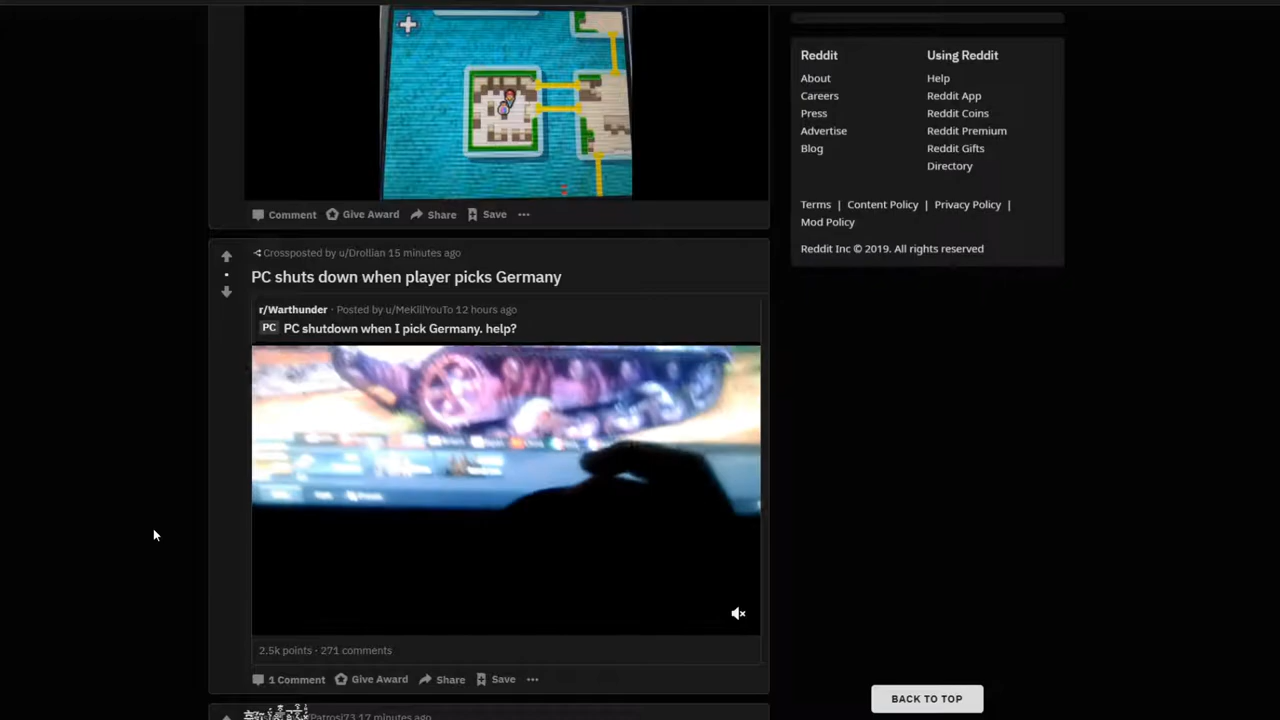 Comment Give Award Share Save
Crossposted by u/Drollian 15 minutes ago
PC shuts down when player picks Germany
r/Warthunder · Posted by u/MeKillYouTo 12 hours ago
PC PC shutdown when I pick Germany. help?
2.5k points · 271 comments
1 Comment Give Award Share Save
17 minutes ago
Reddit
About
Careers
Press
Advertise
Blog
Using Reddit
Help
Reddit App
Reddit Coins
Reddit Premium
Reddit Gifts
Directory
Terms | Content Policy | Privacy Policy |
Mod Policy
Reddit Inc © 2019. All rights reserved
BACK TO TOP